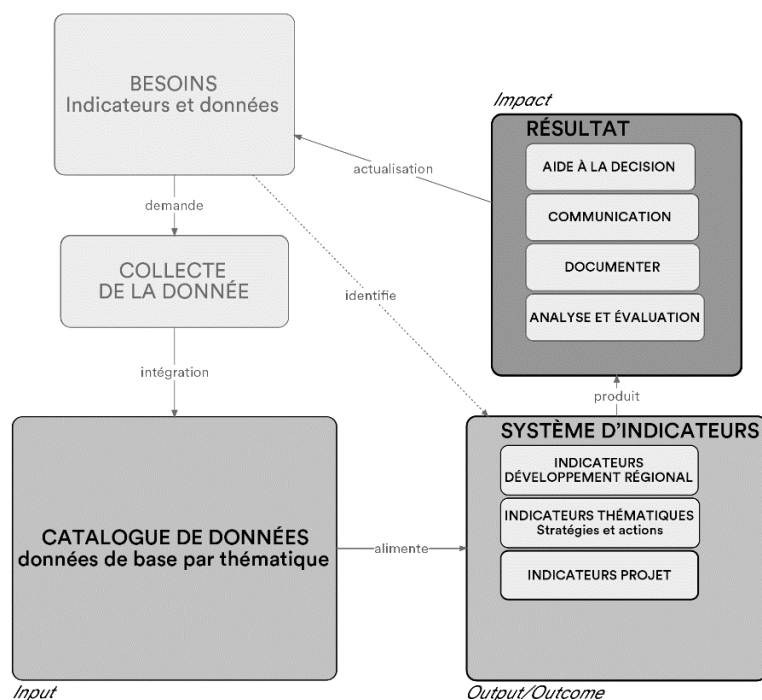 BESOINS
Indicateurs et données
demande
COLLECTE
DE LA DONNÉE
intégration
CATALOGUE DE DONNÉES
données de base par thématique
Input
alimente
identifie
actualisation
Impact
RÉSULTAT
AIDE À LA DECISION
COMMUNICATION
DOCUMENTER
ANALYSE ET ÉVALUATION
produit
SYSTÈME D'INDICATEURS
INDICATEURS
DÉVELOPPEMENT RÉGIONAL
INDICATEURS THÉMATIQUES
Stratégies et actions
INDICATEURS PROJET
Output/Outcome